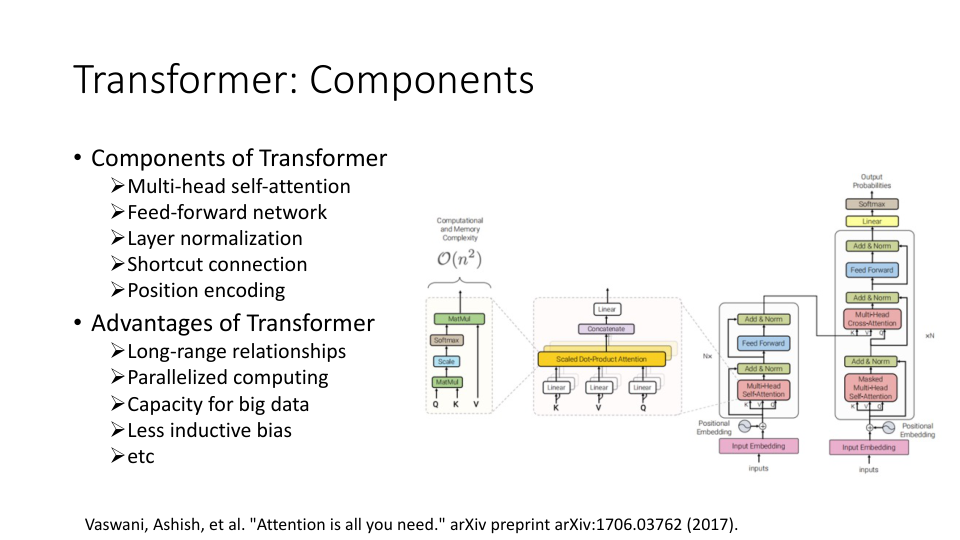 Transformer: Components
• Components of Transformer
➢Multi-head self-attention
➢Feed-forward network
➢Layer normalization
➢Shortcut connection
➢Position encoding
• Advantages of Transformer
➢Long-range relationships
➢Parallelized computing
➢Capacity for big data
➢Less inductive bias
➢etc
Computational
and Memory
Complexity
O(n²)
MatMul
Softmax
Scale
MatMul
Q K V
Linear
Concatenate
Scaled Dot-Product Attention
Linear Linear Linear
K V Q
Add & Norm
Feed Forward
N×
Add & Norm
Multi-Head
Self-Attention
K V Q
Positional
Embedding
Input Embedding
inputs
Output
Probabilities
Softmax
Linear
Add & Norm
Feed Forward
Add & Norm
Multi-Head
Cross-Attention
K V Q
×N
Add & Norm
Masked
Multi-Head
Self-Attention
K V Q
Positional
Embedding
Input Embedding
inputs
Vaswani, Ashish, et al. "Attention is all you need." arXiv preprint arXiv:1706.03762 (2017).